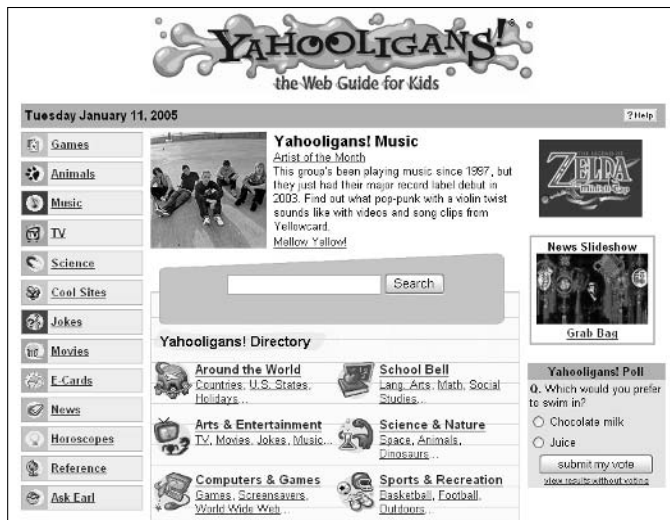 YAHOOLIGANS!
the Web Guide for Kids
Tuesday January 11, 2005
?Help
Games
Animals
Music
TV
Science
Cool Sites
Jokes
Movies
E-Cards
News
Horoscopes
Reference
Ask Earl
Yahooligans! Music
Artist of the Month
This group's been playing music since 1997, but
they just had their major record label debut in
2003. Find out what pop-punk with a violin twist
sounds like with videos and song clips from
Yellowcard.
Mellow Yellow!
Search
Yahooligans! Directory
Around the World
Countries, U.S. States,
Holidays...
School Bell
Lang. Arts, Math, Social
Studies...
Arts & Entertainment
TV, Movies, Jokes, Music...
Science & Nature
Space, Animals,
Dinosaurs...
Computers & Games
Games, Screensavers,
World Wide Web...
Sports & Recreation
Basketball, Football,
Outdoors...
THE LEGEND OF
ZELDA
Minish Cap
News Slideshow
Grab Bag
Yahooligans! Poll
Q. Which would you prefer
to swim in?
Chocolate milk
Juice
submit my vote
view results without voting